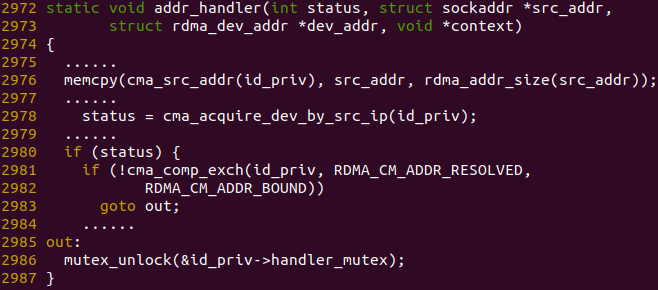 2972 static void addr_handler(int status, struct sockaddr *src_addr,
2973 struct rdma_dev_addr *dev_addr, void *context)
2974 {
2975 ......
2976 memcpy(cma_src_addr(id_priv), src_addr, rdma_addr_size(src_addr));
2977 ......
2978 status = cma_acquire_dev_by_src_ip(id_priv);
2979 ......
2980 if (status) {
2981 if (!cma_comp_exch(id_priv, RDMA_CM_ADDR_RESOLVED,
2982 RDMA_CM_ADDR_BOUND))
2983 goto out;
2984 ......
2985 out:
2986 mutex_unlock(&id_priv->handler_mutex);
2987 }